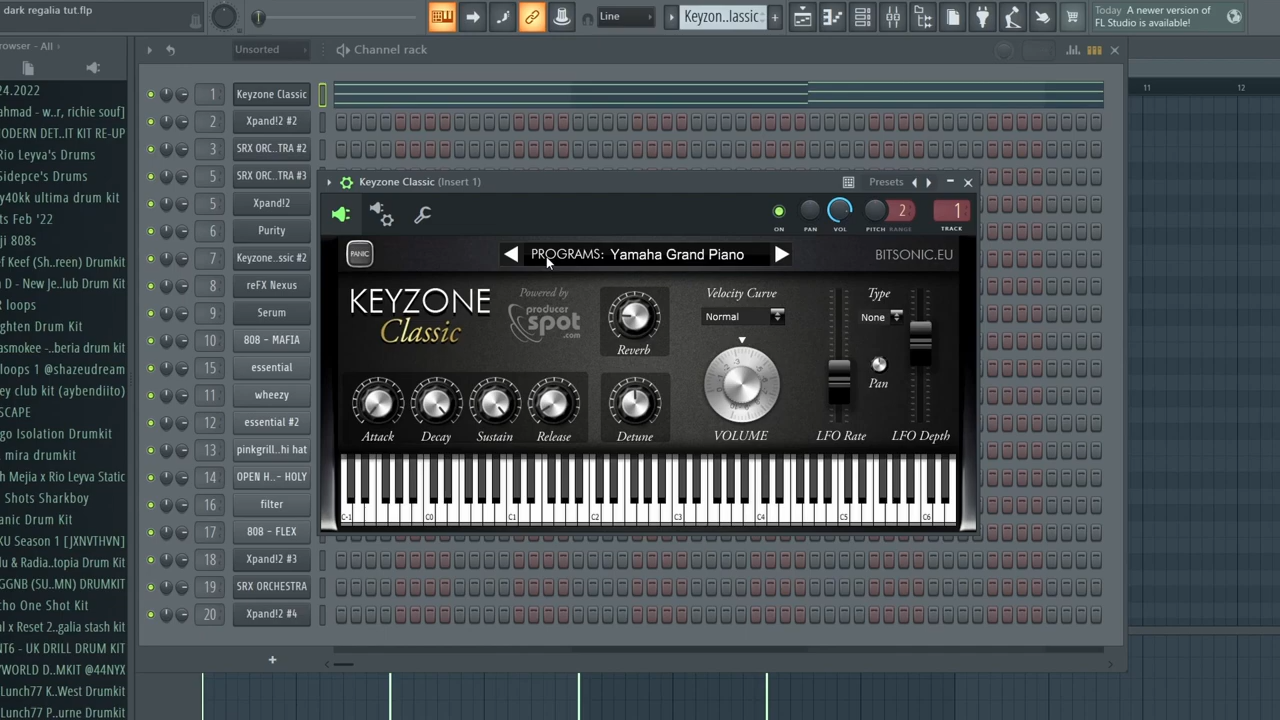 dark regalia tut.flp
Line
Keyzon..lassic
Today A newer version of
FL Studio is available!
rowser - All
Unsorted
Channel rack
24.2022
ahmad - w..r, richie souf]
ODERN DET..IT KIT RE-UP
Rio Leyva's Drums
Sidepce's Drums
y40kk ultima drum kit
ts Feb '22
ji 808s
ef Keef (Sh..reen) Drumkit
D - New Je..lub Drum Kit
R loops
ghten Drum Kit
asmokee -..beria drum kit
loops 1 @shazeudream
ey club kit (aybendiito)
SCAPE
go Isolation Drumkit
mira drumkit
h Mejia x Rio Leyva Static
Shots Sharkboy
anic Drum Kit
KU Season 1 [JXNVTHVN]
lu & Radia..topia Drum Kit
GGNB (SU..MN) DRUMKIT
cho One Shot Kit
al x Reset 2..galia stash kit
NT6 - UK DRILL DRUM KIT
YWORLD D..MKIT @44NYX
Lunch77 K..West Drumkit
Lunch77 P..urne Drumkit
1 Keyzone Classic
2 Xpand!2 #2
3 SRX ORC..TRA #2
5 SRX ORC..TRA #3
5 Xpand!2
6 Purity
7 Keyzone..ssic #2
8 reFX Nexus
9 Serum
10 808 - MAFIA
15 essential
11 wheezy
12 essential #2
13 pinkgrill..hi hat
14 OPEN H..- HOLY
16 filter
17 808 - FLEX
18 Xpand!2 #3
19 SRX ORCHESTRA
20 Xpand!2 #4
+
11
12
Keyzone Classic (Insert 1)
Presets
2
1
ON
PAN
VOL
PITCH
RANGE
TRACK
PANIC
PROGRAMS: Yamaha Grand Piano
BITSONIC.EU
KEYZONE
Classic
Powered by
producer
spot
.com
Reverb
Velocity Curve
Normal
Type
None
Pan
Attack
Decay
Sustain
Release
Detune
VOLUME
LFO Rate
LFO Depth
C-1
C0
C1
C2
C3
C4
C5
C6